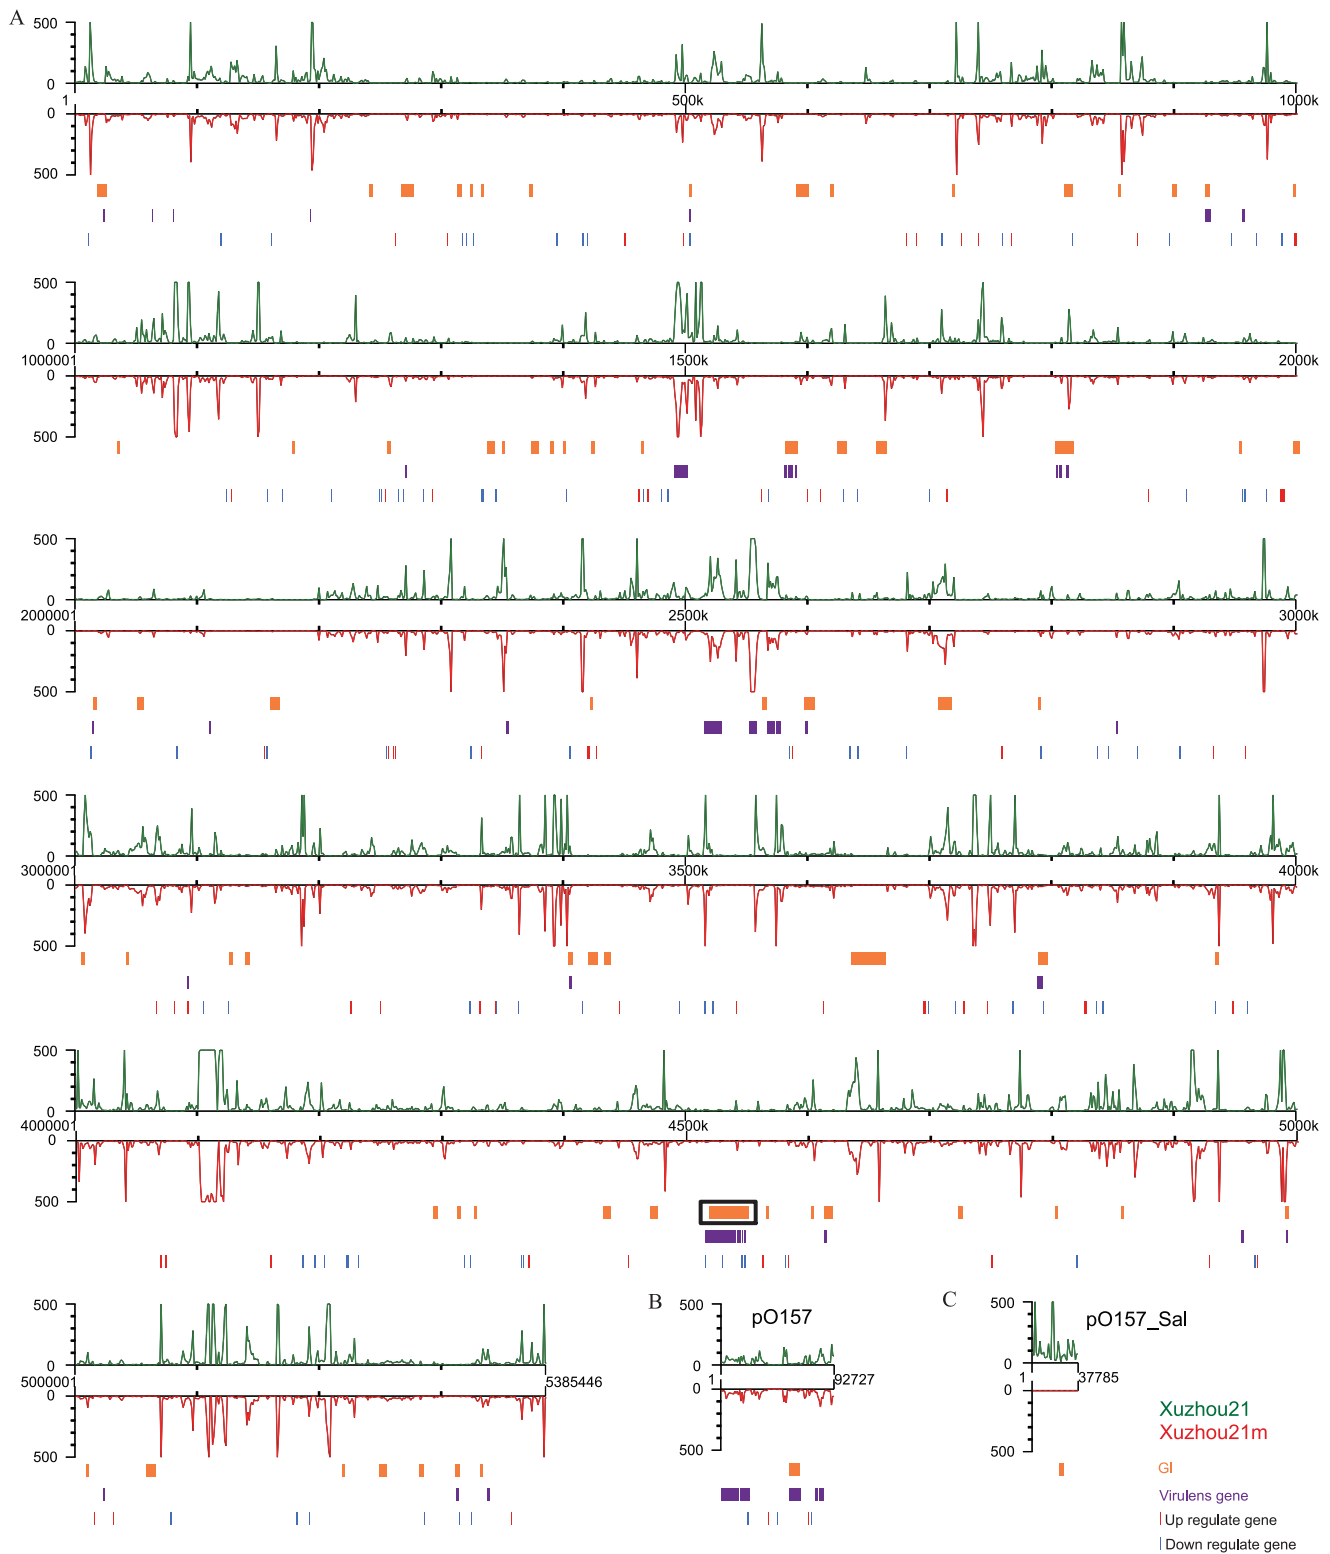 A
500
0
1
500k
1000k
0
500
500
0
1000001
1500k
2000k
0
500
500
0
2000001
2500k
3000k
0
500
500
0
3000001
3500k
4000k
0
500
500
0
4000001
4500k
5000k
0
500
500
0
5000001
5385446
0
500
B
500
pO157
0
1
92727
0
500
C
500
pO157_Sal
0
1
37785
0
500
Xuzhou21
Xuzhou21m
GI
Virulens gene
Up regulate gene
Down regulate gene